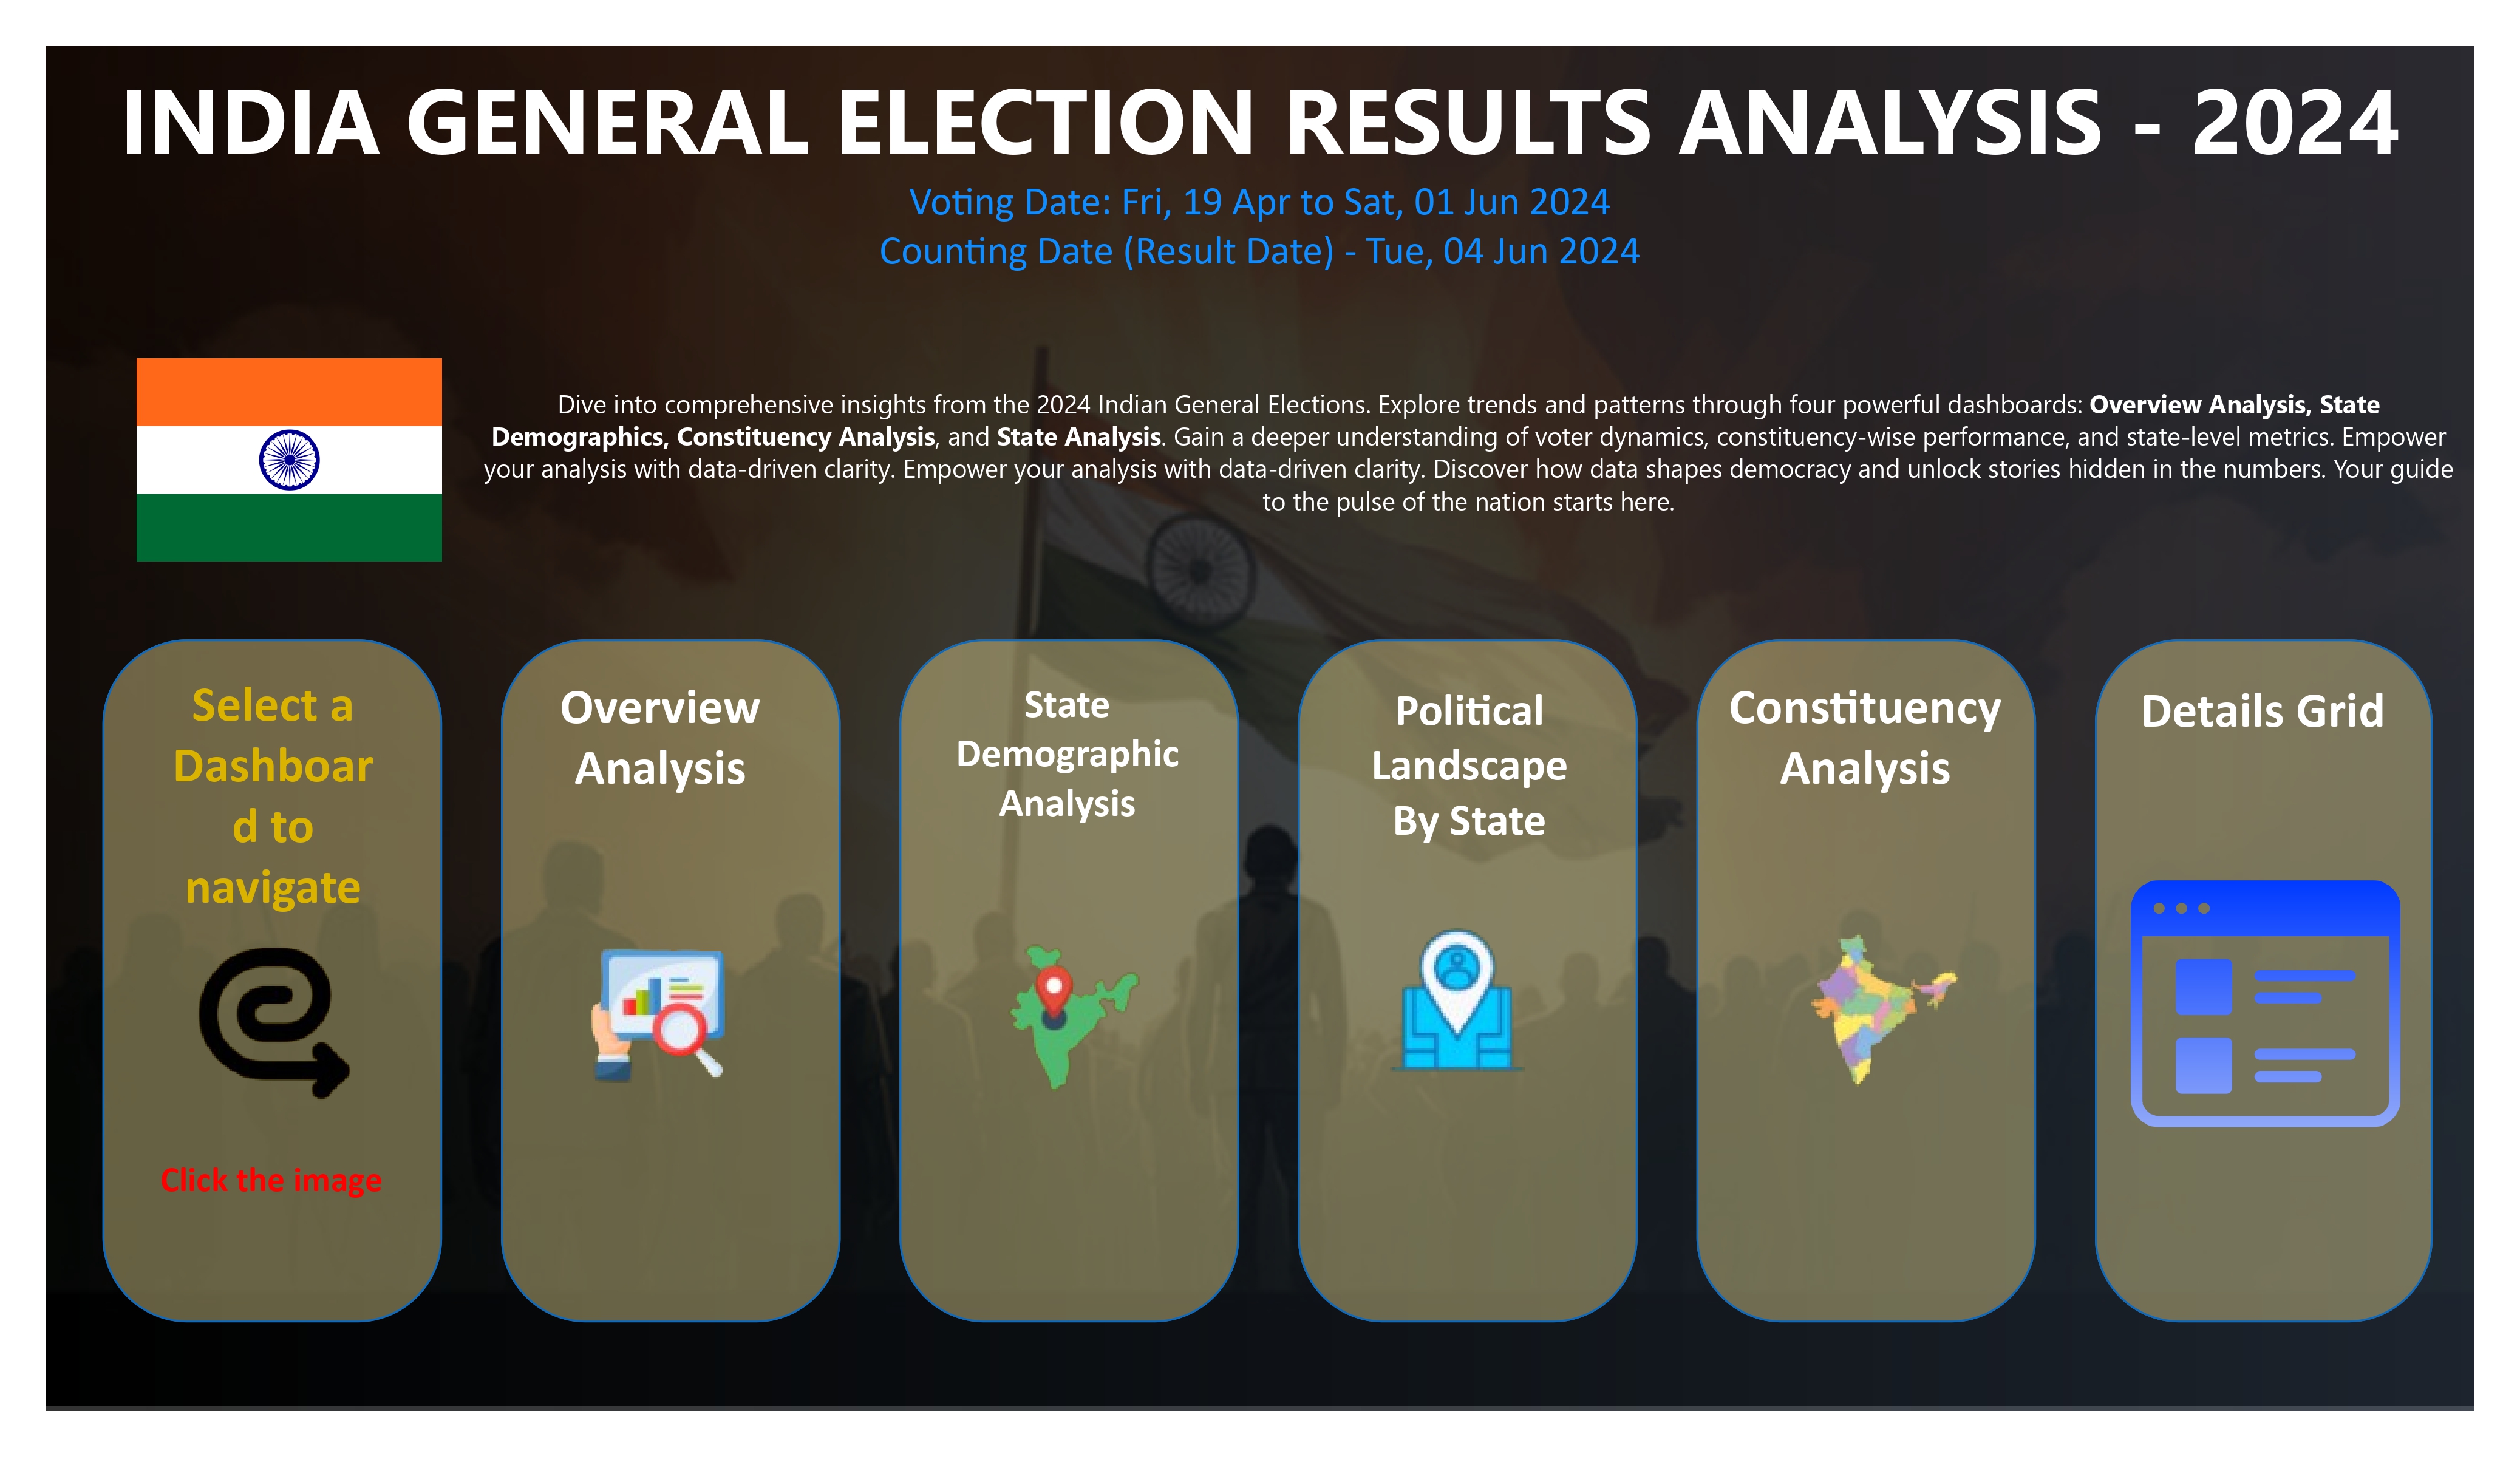 INDIA GENERAL ELECTION RESULTS ANALYSIS - 2024
Voting Date: Fri, 19 Apr to Sat, 01 Jun 2024
Counting Date (Result Date) - Tue, 04 Jun 2024
Dive into comprehensive insights from the 2024 Indian General Elections. Explore trends and patterns through four powerful dashboards: Overview Analysis, State
Demographics, Constituency Analysis, and State Analysis. Gain a deeper understanding of voter dynamics, constituency-wise performance, and state-level metrics. Empower
your analysis with data-driven clarity. Empower your analysis with data-driven clarity. Discover how data shapes democracy and unlock stories hidden in the numbers. Your guide
to the pulse of the nation starts here.
Select a
Dashboar
d to
navigate
Click the image
Overview
Analysis
State
Demographic
Analysis
Political
Landscape
By State
Constituency
Analysis
Details Grid